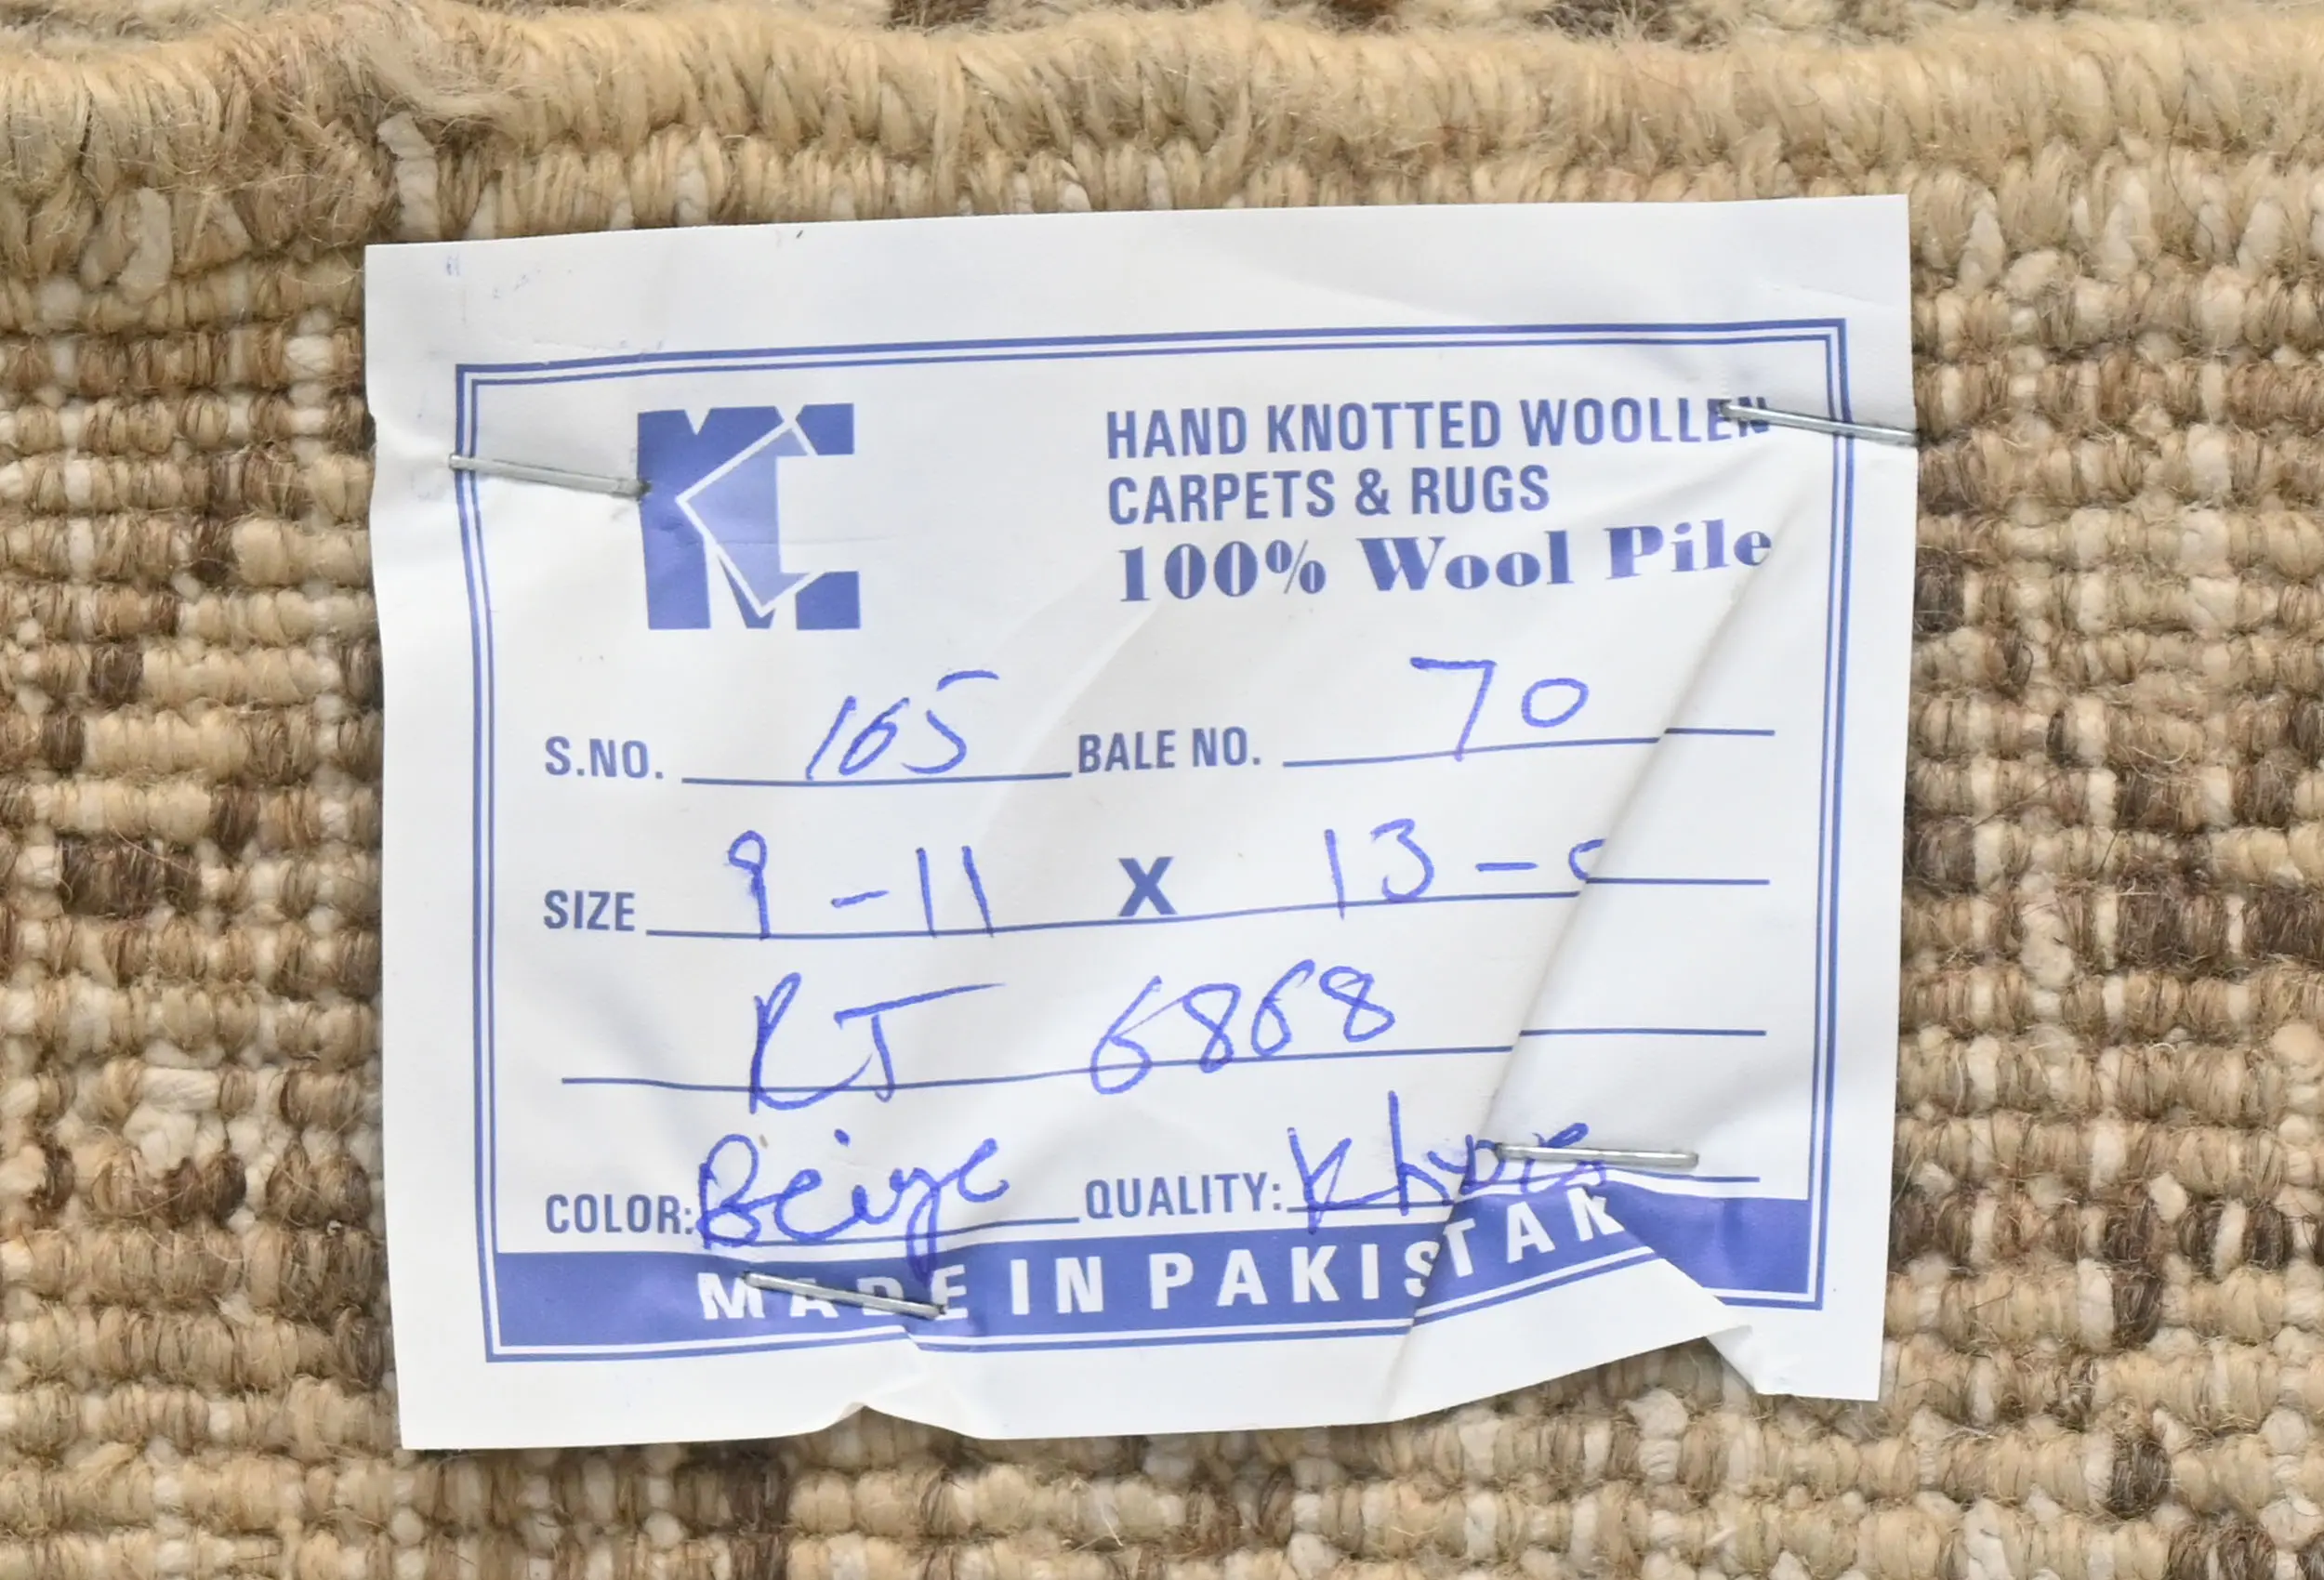 MC
HAND KNOTTED WOOLLEN
CARPETS & RUGS
100% Wool Pile
S.NO. 165 BALE NO. 70
SIZE 9-11 X 13-
RJ 6868
COLOR: Beige QUALITY:
MADE IN PAKISTAN